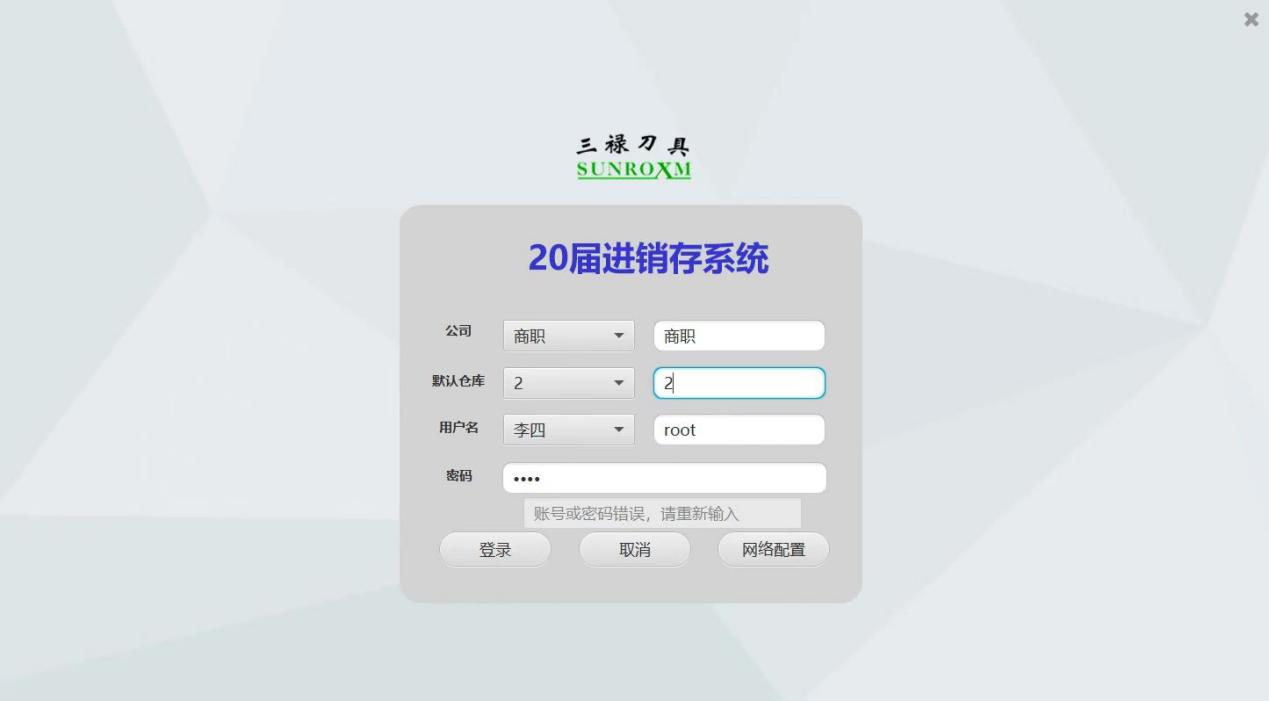 三禄刀具
SUNROXM
20届进销存系统
公司 商职 商职
默认仓库 2 2
用户名 李四 root
密码 ••••
账号或密码错误，请重新输入
登录 取消 网络配置